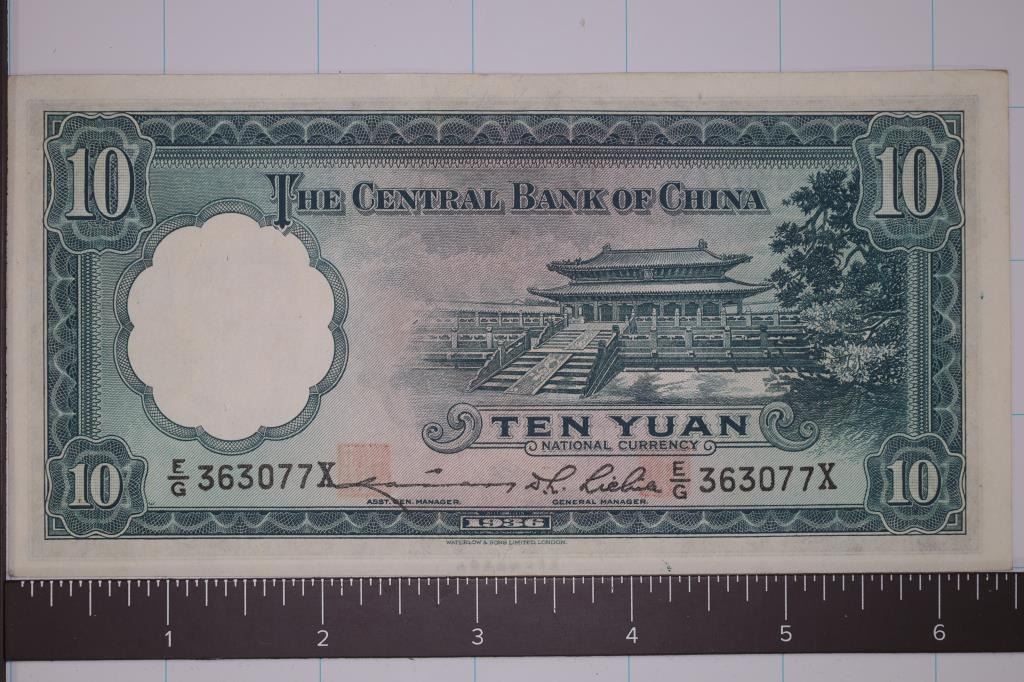 10 10
THE CENTRAL BANK OF CHINA
TEN YUAN
NATIONAL CURRENCY
E/G 363077X E/G 363077X
ASST. GEN. MANAGER. GENERAL MANAGER.
10 10
1936
WATERLOW & SONS LIMITED, LONDON.
1 2 3 4 5 6